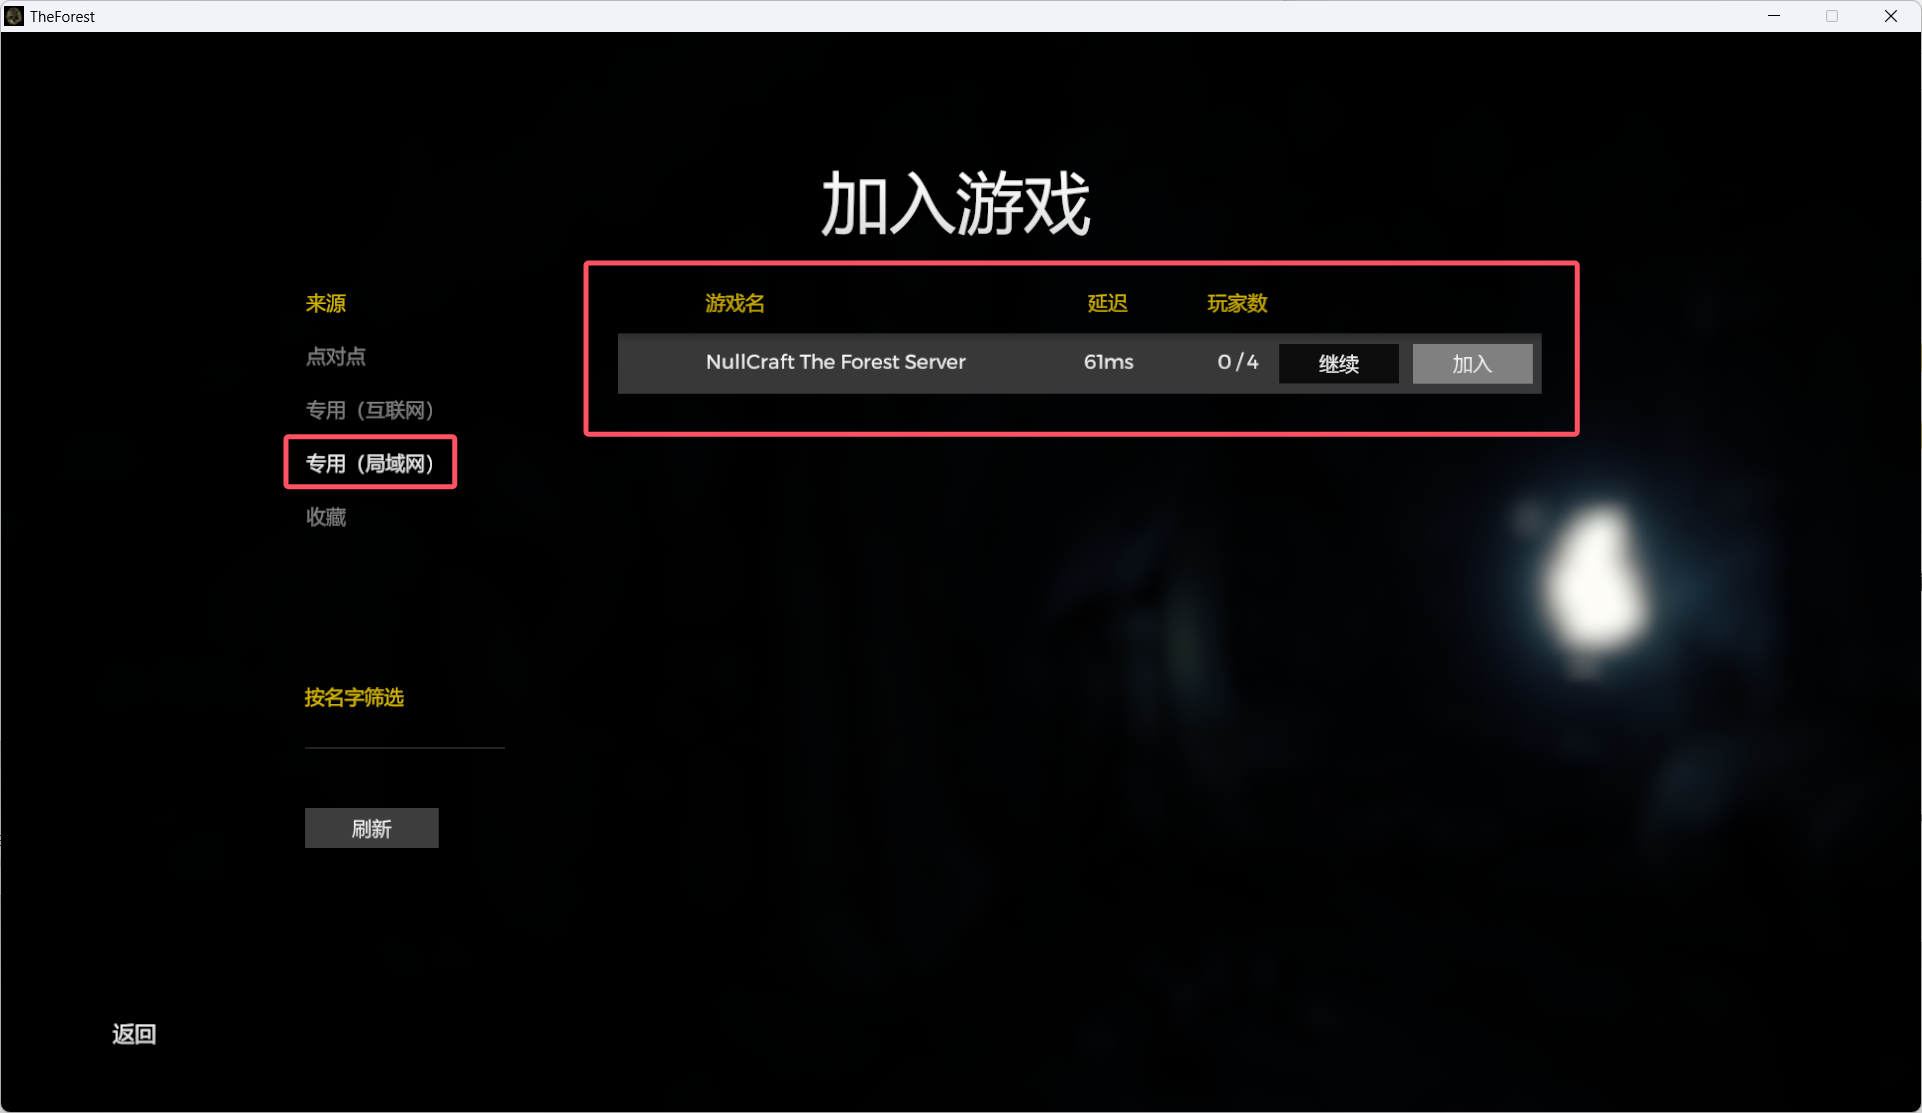 TheForest
加入游戏
来源
点对点
专用（互联网）
专用（局域网）
收藏
游戏名 延迟 玩家数
NullCraft The Forest Server 61ms 0/4 继续 加入
按名字筛选
刷新
返回